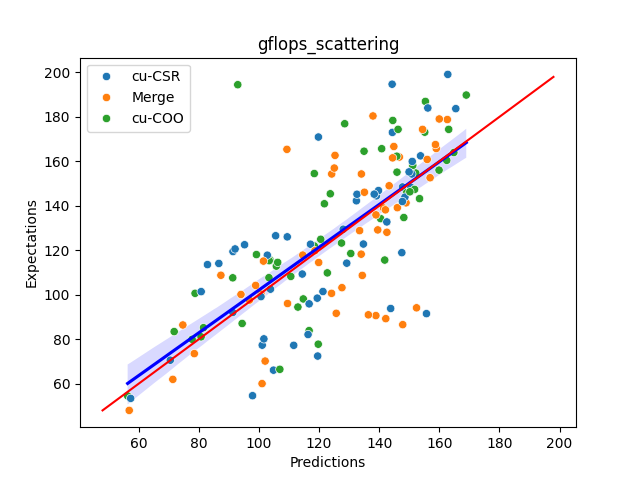 gflops_scattering
cu-CSR
Merge
cu-COO
200
180
160
140
120
100
80
60
Expectations
60 80 100 120 140 160 180 200
Predictions